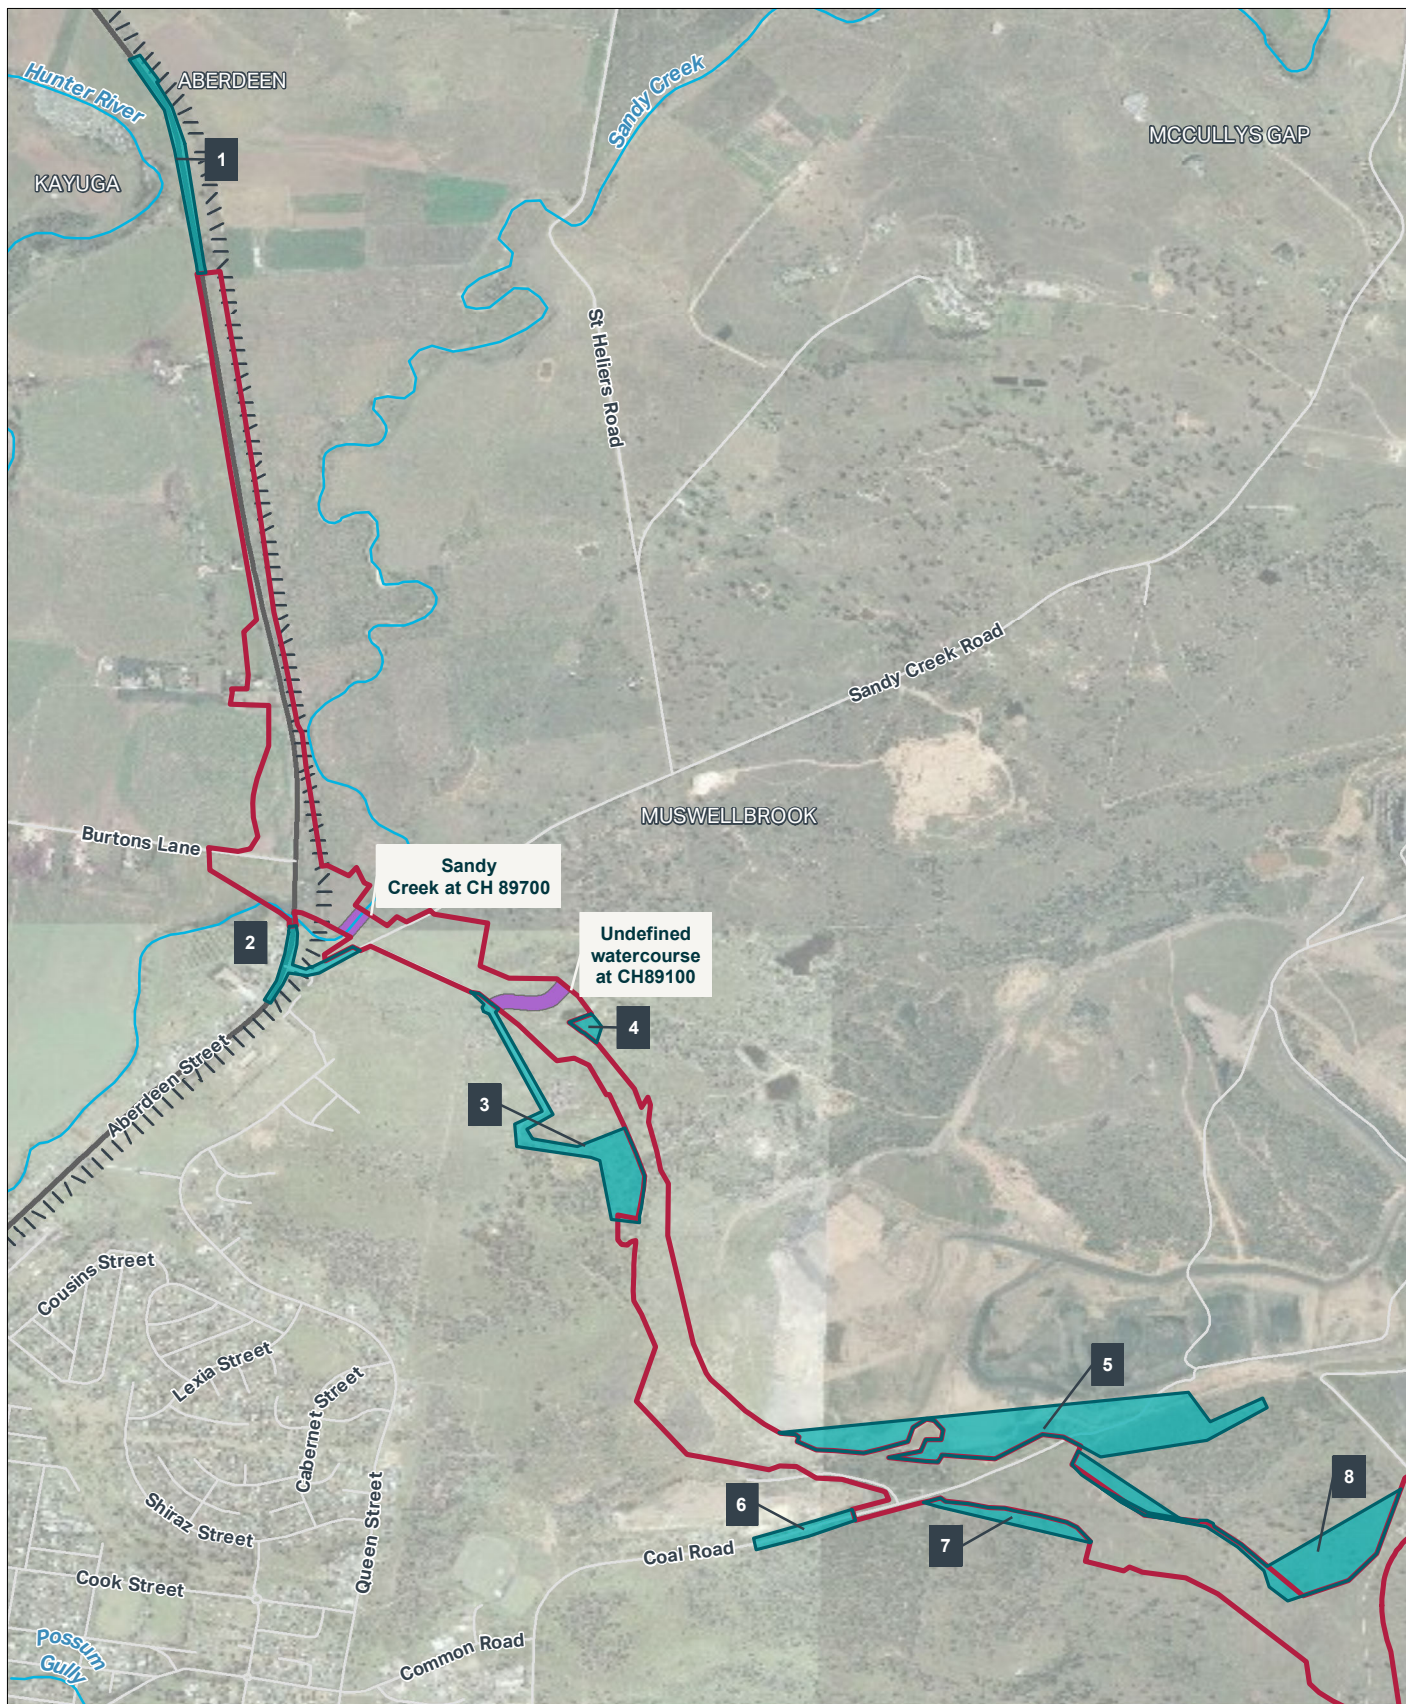 Hunter River
ABERDEEN
Sandy Creek
MCCULLYS GAP
1
KAYUGA
St Heliers Road
Sandy Creek Road
MUSWELLBROOK
Burtons Lane
Sandy
Creek at CH 89700
2
Undefined
watercourse
at CH89100
4
Aberdeen Street
3
Cousins Street
Lexia Street
5
Cabernet Street
8
6
Shiraz Street
7
Queen Street
Coal Road
Cook Street
Possum
Gully
Common Road